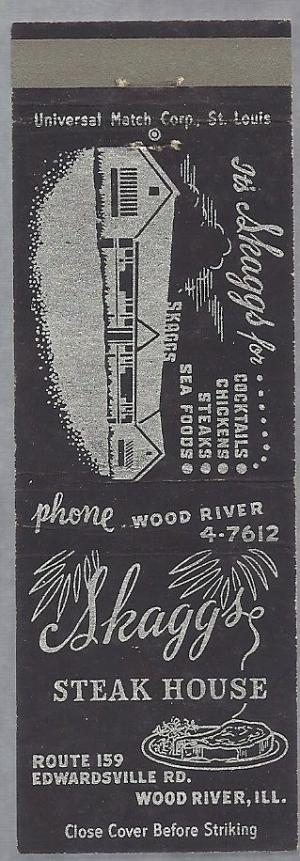 Universal Match Corp., St. Louis
It's Skaggs for.......
COCKTAILS
CHICKENS
STEAKS
SEA FOODS
SKAGGS
phone WOOD RIVER
4-7612
Skagg's
STEAK HOUSE
ROUTE 159
EDWARDSVILLE RD.
WOOD RIVER, ILL.
Close Cover Before Striking